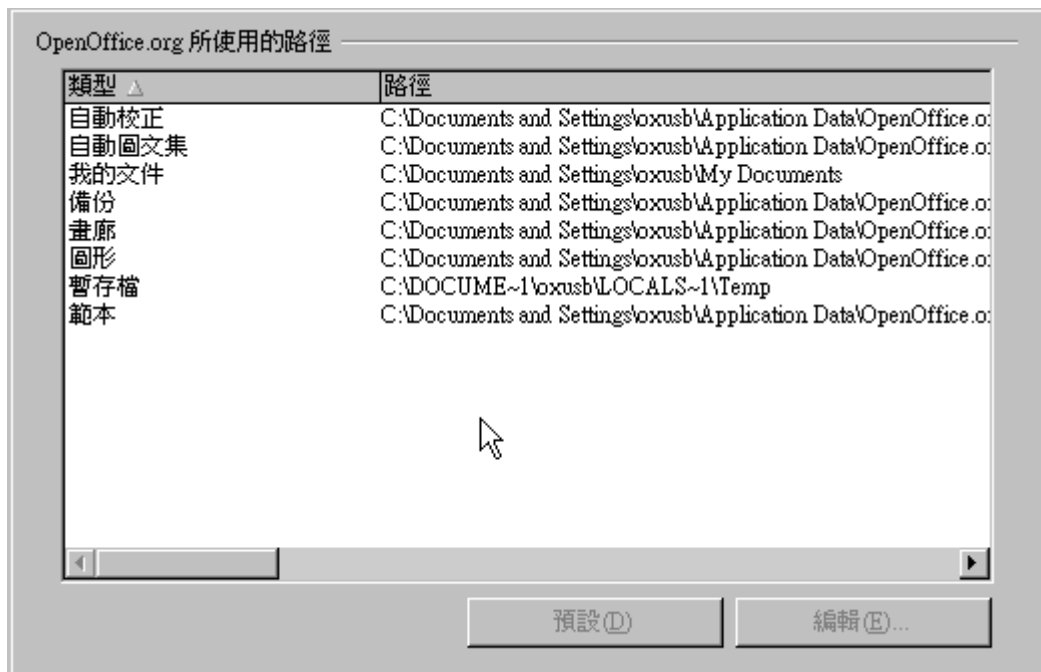 OpenOffice.org 所使用的路徑
類型 路徑
自動校正 C:\Documents and Settings\oxusb\Application Data\OpenOffice.o
自動圖文集 C:\Documents and Settings\oxusb\Application Data\OpenOffice.o
我的文件 C:\Documents and Settings\oxusb\My Documents
備份 C:\Documents and Settings\oxusb\Application Data\OpenOffice.o
畫廊 C:\Documents and Settings\oxusb\Application Data\OpenOffice.o
圖形 C:\Documents and Settings\oxusb\Application Data\OpenOffice.o
暫存檔 C:\DOCUME~1\oxusb\LOCALS~1\Temp
範本 C:\Documents and Settings\oxusb\Application Data\OpenOffice.o
預設(D) 編輯(E)...